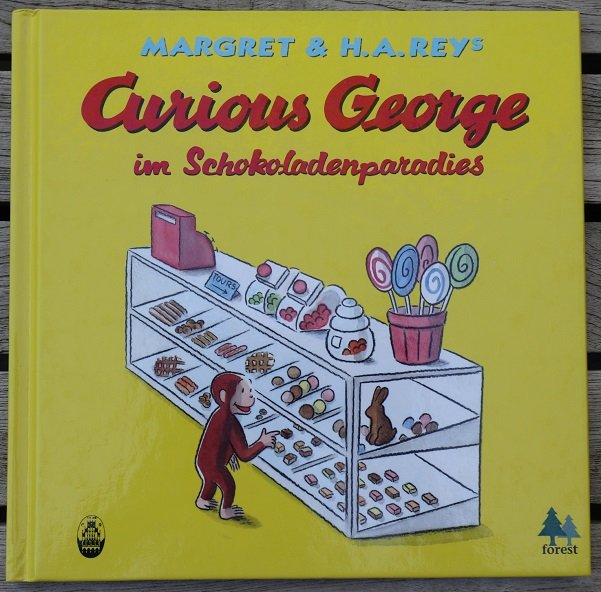 MARGRET & H.A.REYs
Curious George
im Schokoladenparadies
TOURS
forest